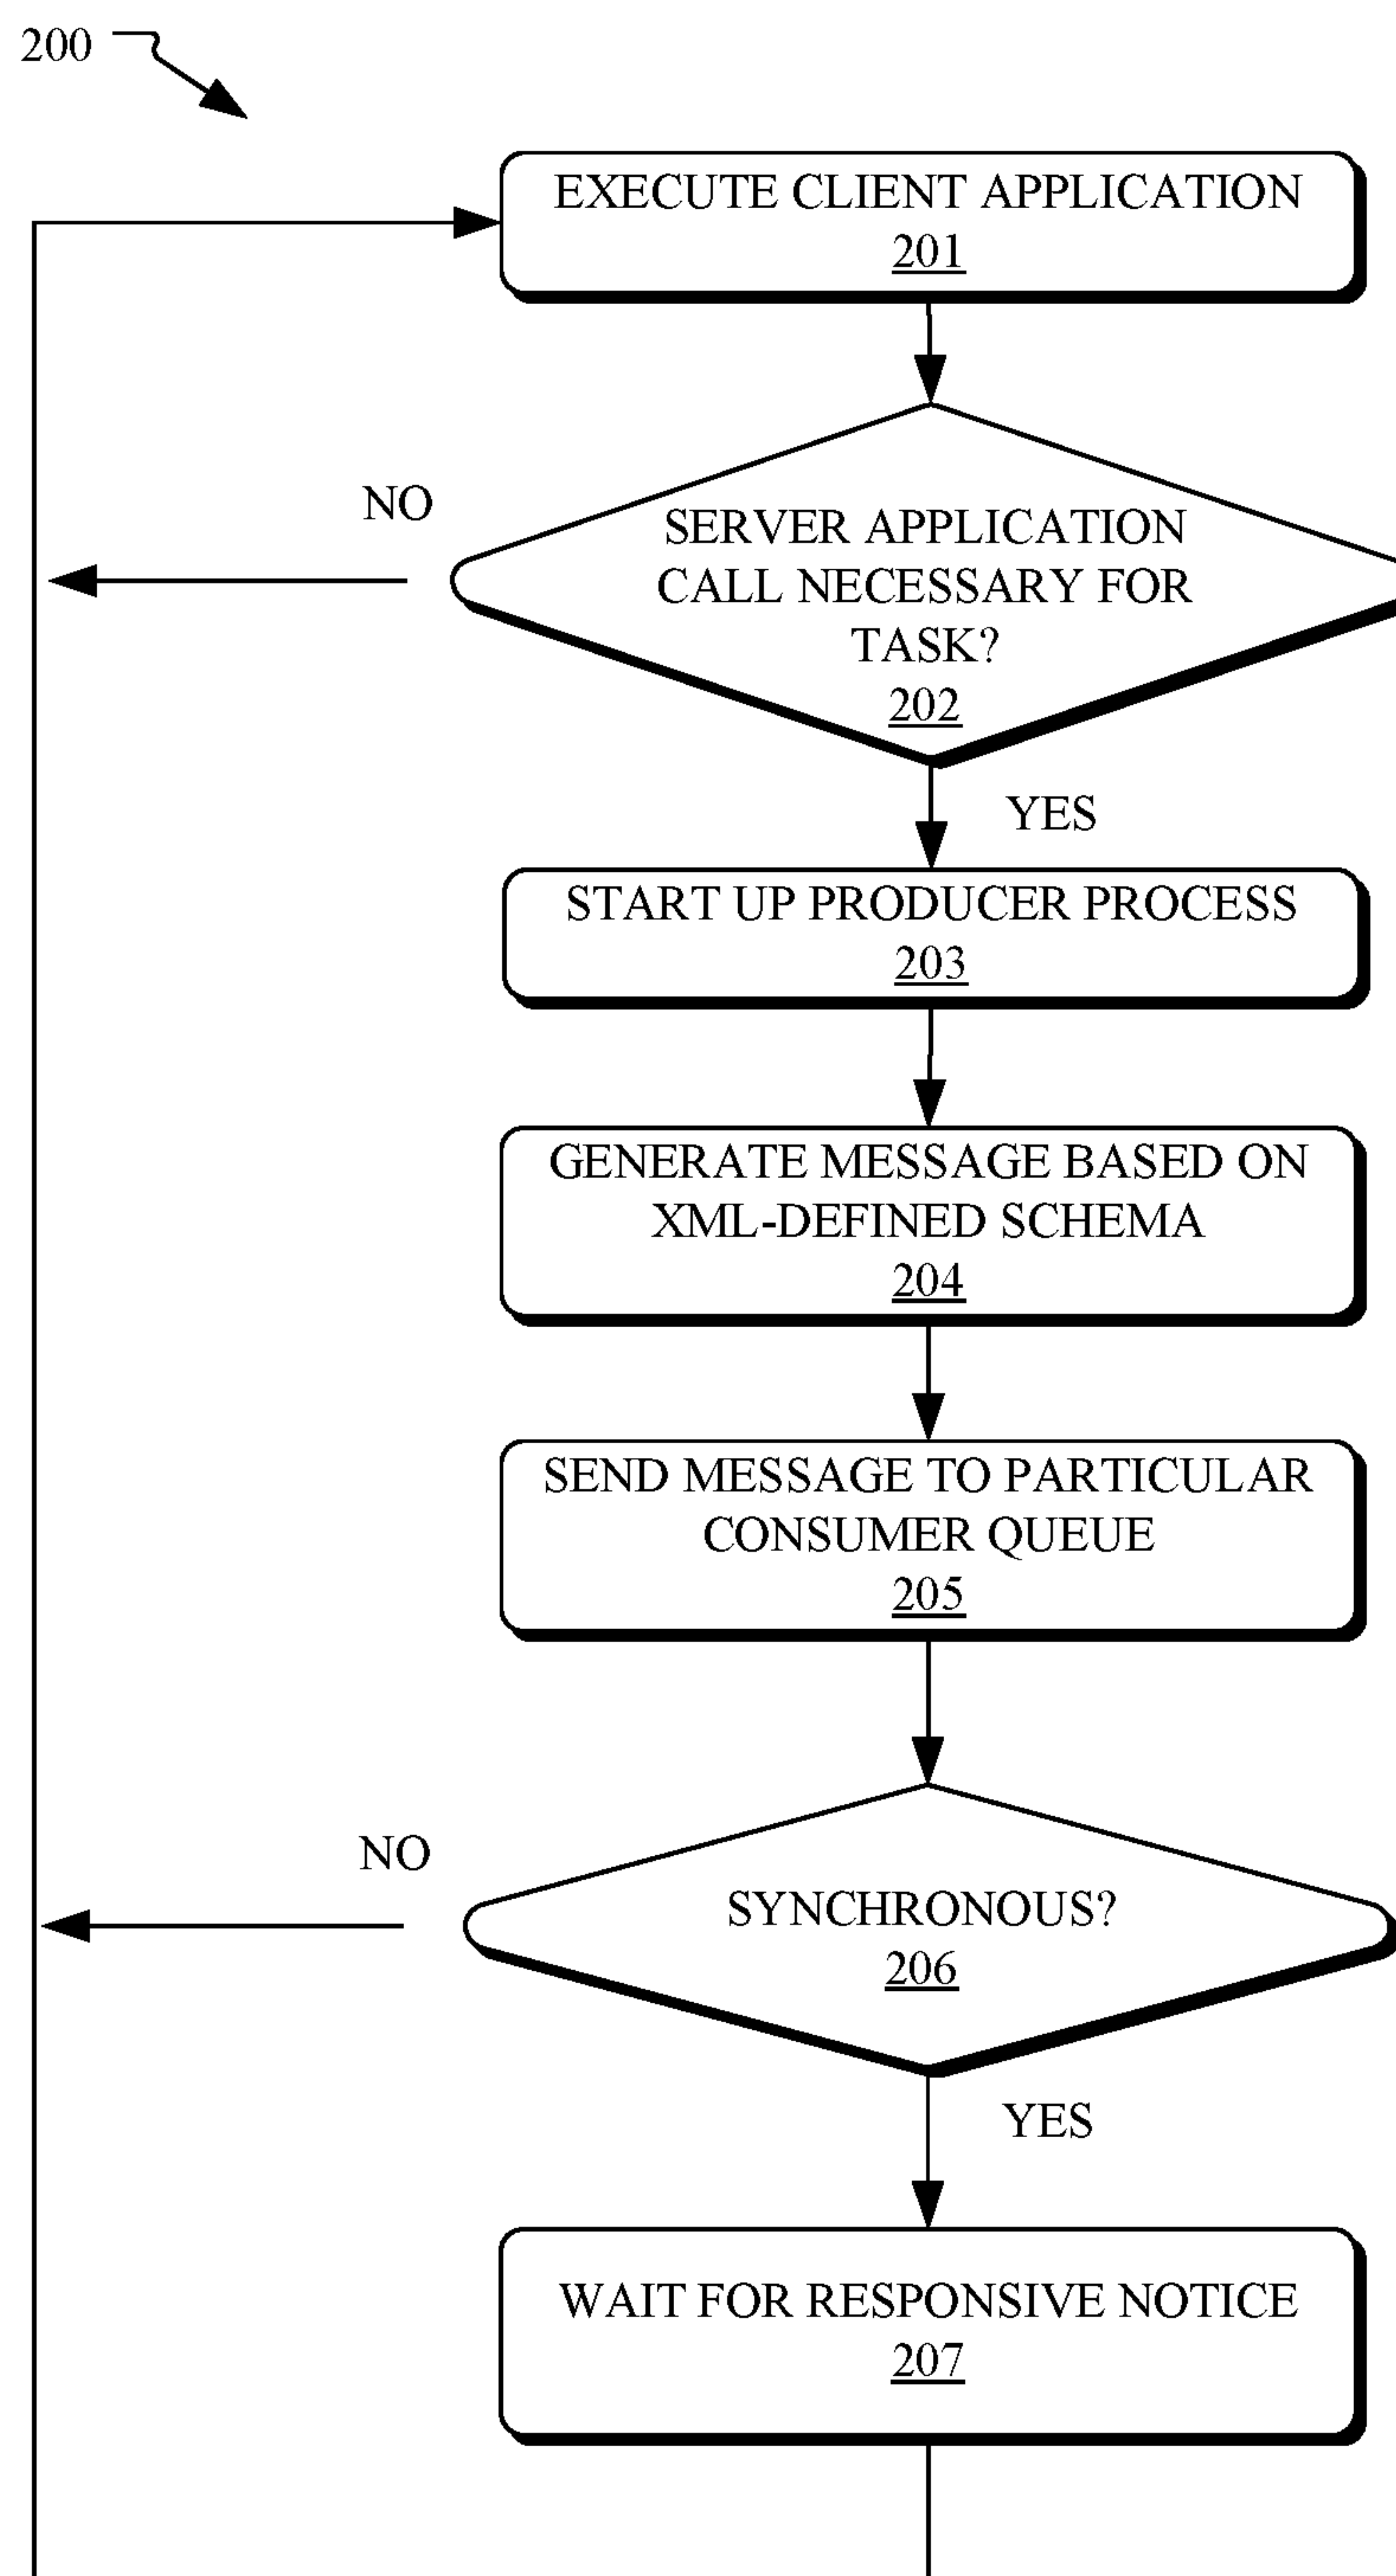 200
EXECUTE CLIENT APPLICATION
201
NO
SERVER APPLICATION
CALL NECESSARY FOR
TASK?
202
YES
START UP PRODUCER PROCESS
203
GENERATE MESSAGE BASED ON
XML-DEFINED SCHEMA
204
SEND MESSAGE TO PARTICULAR
CONSUMER QUEUE
205
NO
SYNCHRONOUS?
206
YES
WAIT FOR RESPONSIVE NOTICE
207